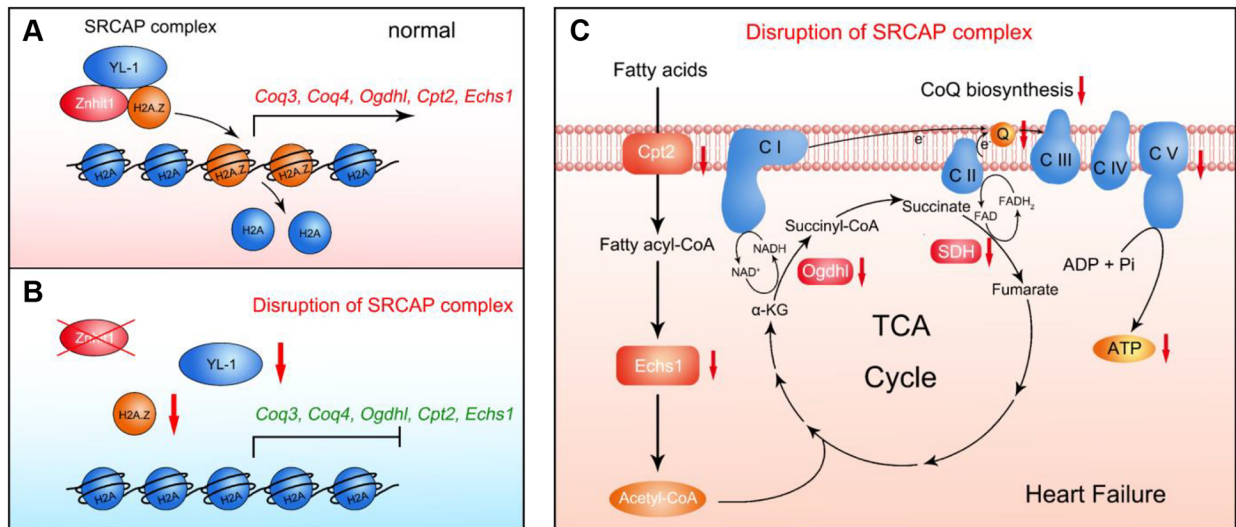 A
SRCAP complex
normal
YL-1
Znhit1
H2A.Z
Coq3, Coq4, Ogdhl, Cpt2, Echs1
H2A
H2A
H2A.Z
H2A.Z
H2A
H2A
H2A
B
Disruption of SRCAP complex
Znhit1
YL-1
H2A.Z
Coq3, Coq4, Ogdhl, Cpt2, Echs1
H2A
H2A
H2A
H2A
H2A
C
Disruption of SRCAP complex
Fatty acids
CoQ biosynthesis
Cpt2
C I
e⁻
Q
e⁻
C II
C III
C IV
C V
Fatty acyl-CoA
NADH
NAD⁺
Succinyl-CoA
Succinate
FAD
FADH₂
Ogdhl
SDH
α-KG
Fumarate
ADP + Pi
TCA
Cycle
ATP
Echs1
Acetyl-CoA
Heart Failure